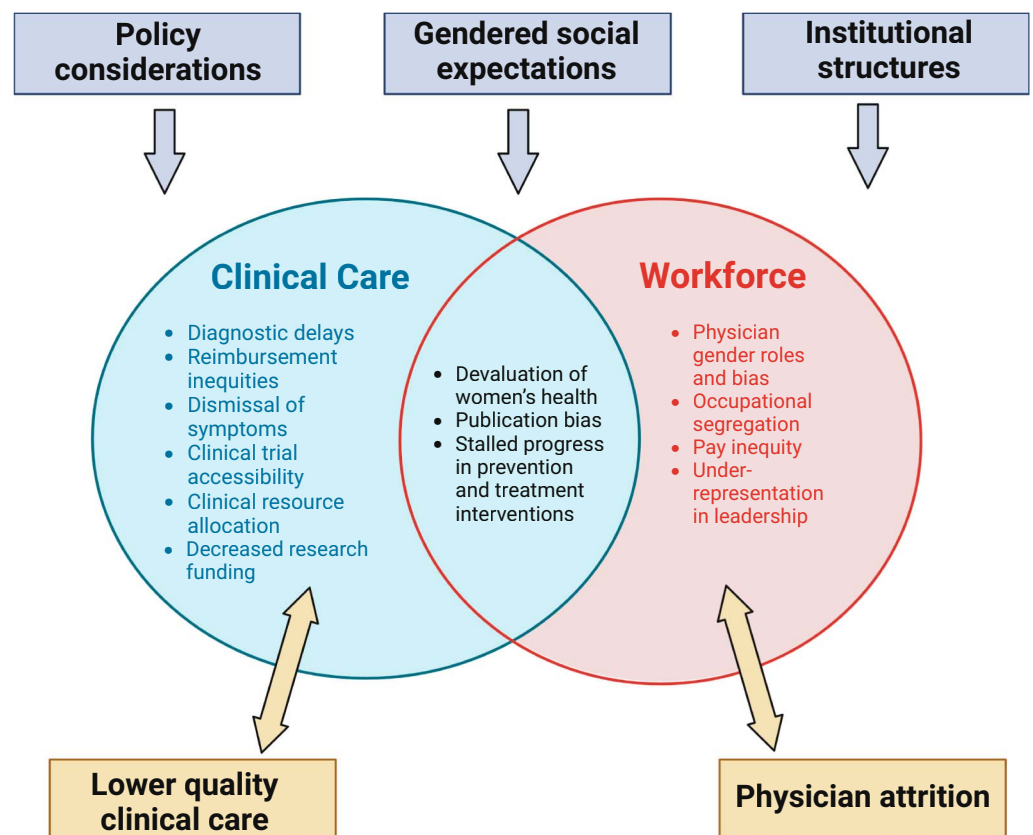 Policy
considerations
Gendered social
expectations
Institutional
structures
Clinical Care
• Diagnostic delays
• Reimbursement
inequities
• Dismissal of
symptoms
• Clinical trial
accessibility
• Clinical resource
allocation
• Decreased research
funding
• Devaluation of
women’s health
• Publication bias
• Stalled progress
in prevention
and treatment
interventions
Workforce
• Physician
gender roles
and bias
• Occupational
segregation
• Pay inequity
• Under-
representation
in leadership
Lower quality
clinical care
Physician attrition